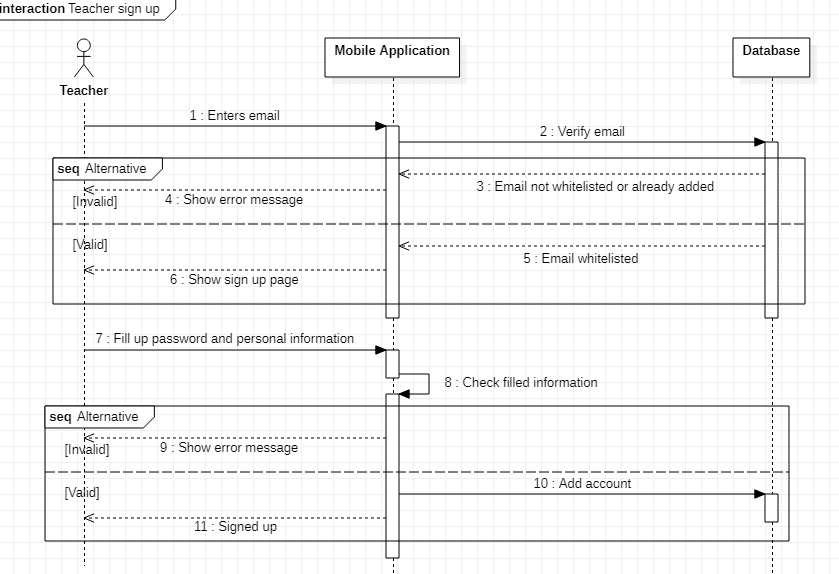 interaction Teacher sign up
Mobile Application
Database
Teacher
1 : Enters email
2 : Verify email
seq Alternative
3 : Email not whitelisted or already added
[Invalid]
4 : Show error message
[Valid]
5 : Email whitelisted
6 : Show sign up page
7 : Fill up password and personal information
8 : Check filled information
seq Alternative
[Invalid]
9 : Show error message
10 : Add account
[Valid]
11 : Signed up